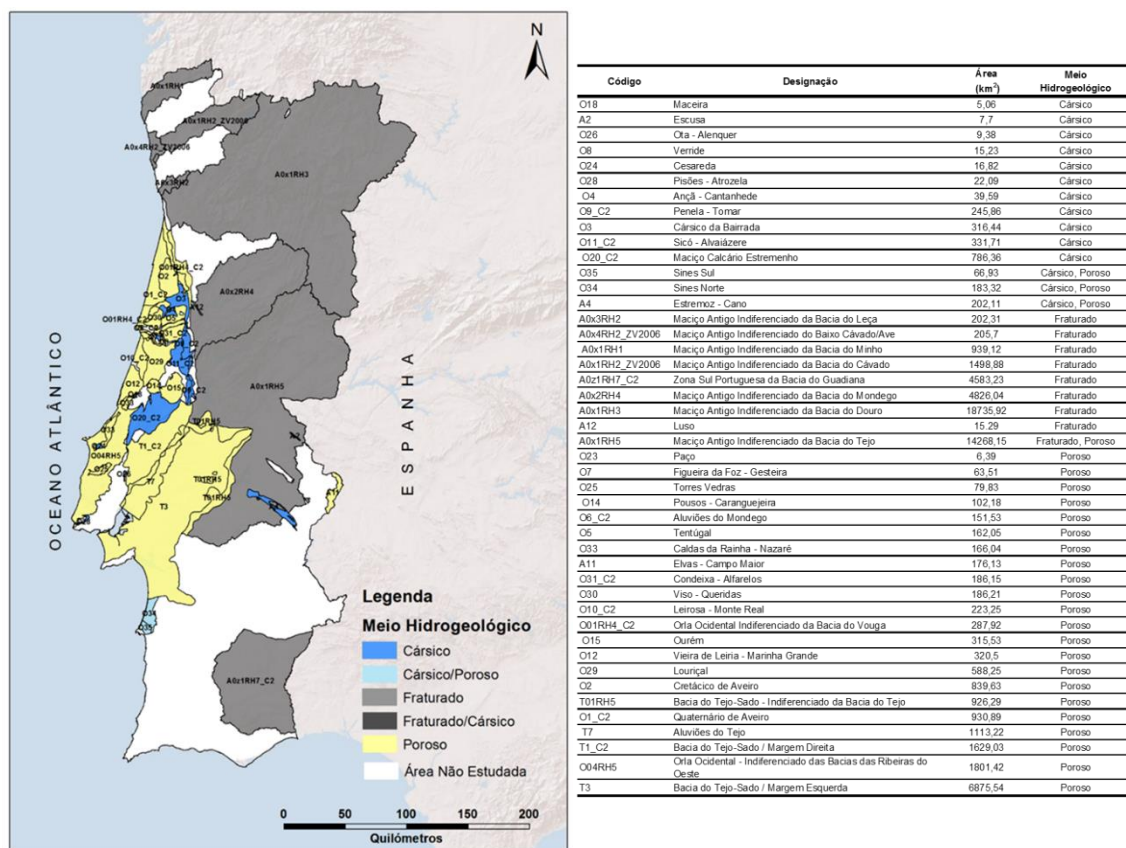 N
A0x1RH1
A0x1RH2_ZV2006
A0x4RH2_ZV2006
A0x3RH2
A0x1RH3
O01RH4_C2
O2
O1_C2
O3
A12
A0x2RH4
O01RH4_C2
O29
O12
O14
O15
A0x1RH5
O20_C2
T01RH5
O33
T1_C2
O04RH5
T7
T01RH5
T01RH5
T3
A11
O34
O35
A0z1RH7_C2
OCEANO ATLÂNTICO
ESPANHA
Legenda
Meio Hidrogeológico
Cársico
Cársico/Poroso
Fraturado
Fraturado/Cársico
Poroso
Área Não Estudada
0 50 100 150 200
Quilómetros
Código Designação Área (km²) Meio Hidrogeológico
O18 Maceira 5,06 Cársico
A2 Escusa 7,7 Cársico
O26 Ota - Alenquer 9,38 Cársico
O8 Verride 15,23 Cársico
O24 Cesareda 16,82 Cársico
O28 Pisões - Atrozela 22,09 Cársico
O4 Ançã - Cantanhede 39,59 Cársico
O9_C2 Penela - Tomar 245,86 Cársico
O3 Cársico da Bairrada 316,44 Cársico
O11_C2 Sicó - Alvaiázere 331,71 Cársico
O20_C2 Maciço Calcário Estremenho 786,36 Cársico
O35 Sines Sul 66,93 Cársico, Poroso
O34 Sines Norte 183,32 Cársico, Poroso
A4 Estremoz - Cano 202,11 Cársico, Poroso
A0x3RH2 Maciço Antigo Indiferenciado da Bacia do Leça 202,31 Fraturado
A0x4RH2_ZV2006 Maciço Antigo Indiferenciado do Baixo Cávado/Ave 205,7 Fraturado
A0x1RH1 Maciço Antigo Indiferenciado da Bacia do Minho 939,12 Fraturado
A0x1RH2_ZV2006 Maciço Antigo Indiferenciado da Bacia do Cávado 1498,88 Fraturado
A0z1RH7_C2 Zona Sul Portuguesa da Bacia do Guadiana 4583,23 Fraturado
A0x2RH4 Maciço Antigo Indiferenciado da Bacia do Mondego 4826,04 Fraturado
A0x1RH3 Maciço Antigo Indiferenciado da Bacia do Douro 18735,92 Fraturado
A12 Luso 15.29 Fraturado
A0x1RH5 Maciço Antigo Indiferenciado da Bacia do Tejo 14268,15 Fraturado, Poroso
O23 Paço 6,39 Poroso
O7 Figueira da Foz - Gesteira 63,51 Poroso
O25 Torres Vedras 79,83 Poroso
O14 Pousos - Caranguejeira 102,18 Poroso
O6_C2 Aluviões do Mondego 151,53 Poroso
O5 Tentúgal 162,05 Poroso
O33 Caldas da Rainha - Nazaré 166,04 Poroso
A11 Elvas - Campo Maior 176,13 Poroso
O31_C2 Condeixa - Alfarelos 186,15 Poroso
O30 Viso - Queridas 186,21 Poroso
O10_C2 Leirosa - Monte Real 223,25 Poroso
O01RH4_C2 Orla Ocidental Indiferenciado da Bacia do Vouga 287,92 Poroso
O15 Ourém 315,53 Poroso
O12 Vieira de Leiria - Marinha Grande 320,5 Poroso
O29 Louriçal 588,25 Poroso
O2 Cretácico de Aveiro 839,63 Poroso
T01RH5 Bacia do Tejo-Sado - Indiferenciado da Bacia do Tejo 926,29 Poroso
O1_C2 Quaternário de Aveiro 930,89 Poroso
T7 Aluviões do Tejo 1113,22 Poroso
T1_C2 Bacia do Tejo-Sado / Margem Direita 1629,03 Poroso
O04RH5 Orla Ocidental - Indiferenciado das Bacias das Ribeiras do Oeste 1801,42 Poroso
T3 Bacia do Tejo-Sado / Margem Esquerda 6875,54 Poroso